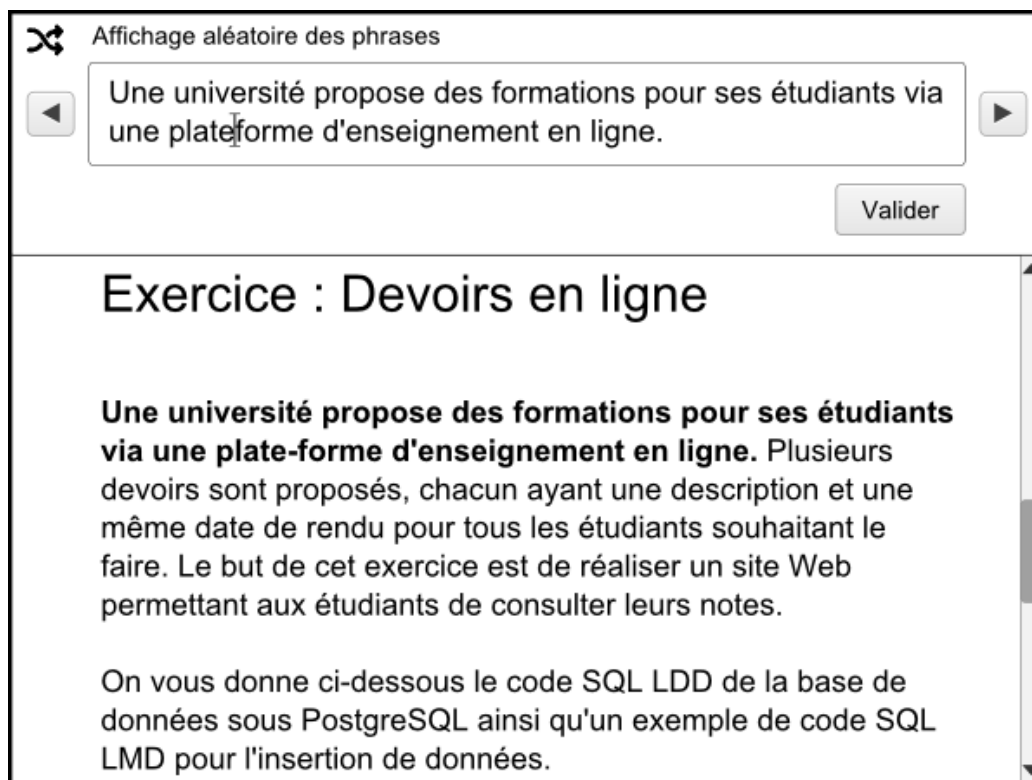 Affichage aléatoire des phrases
Une université propose des formations pour ses étudiants via
une plateforme d'enseignement en ligne.
Valider
Exercice : Devoirs en ligne
Une université propose des formations pour ses étudiants
via une plate-forme d'enseignement en ligne. Plusieurs
devoirs sont proposés, chacun ayant une description et une
même date de rendu pour tous les étudiants souhaitant le
faire. Le but de cet exercice est de réaliser un site Web
permettant aux étudiants de consulter leurs notes.
On vous donne ci-dessous le code SQL LDD de la base de
données sous PostgreSQL ainsi qu'un exemple de code SQL
LMD pour l'insertion de données.